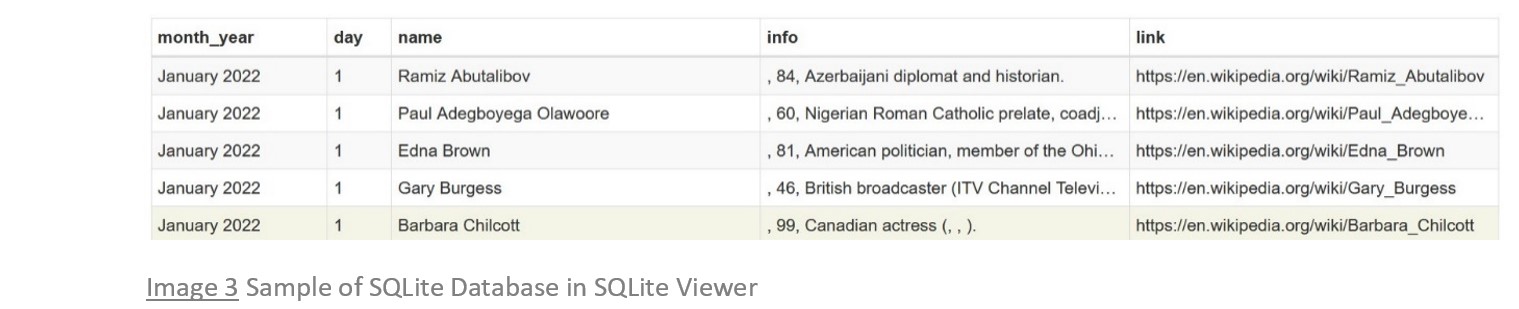 month_year day name info link
January 2022 1 Ramiz Abutalibov , 84, Azerbaijani diplomat and historian. https://en.wikipedia.org/wiki/Ramiz_Abutalibov
January 2022 1 Paul Adegboyega Olawoore , 60, Nigerian Roman Catholic prelate, coadj... https://en.wikipedia.org/wiki/Paul_Adegboye...
January 2022 1 Edna Brown , 81, American politician, member of the Ohi... https://en.wikipedia.org/wiki/Edna_Brown
January 2022 1 Gary Burgess , 46, British broadcaster (ITV Channel Televi... https://en.wikipedia.org/wiki/Gary_Burgess
January 2022 1 Barbara Chilcott , 99, Canadian actress (, , ). https://en.wikipedia.org/wiki/Barbara_Chilcott
Image 3 Sample of SQLite Database in SQLite Viewer